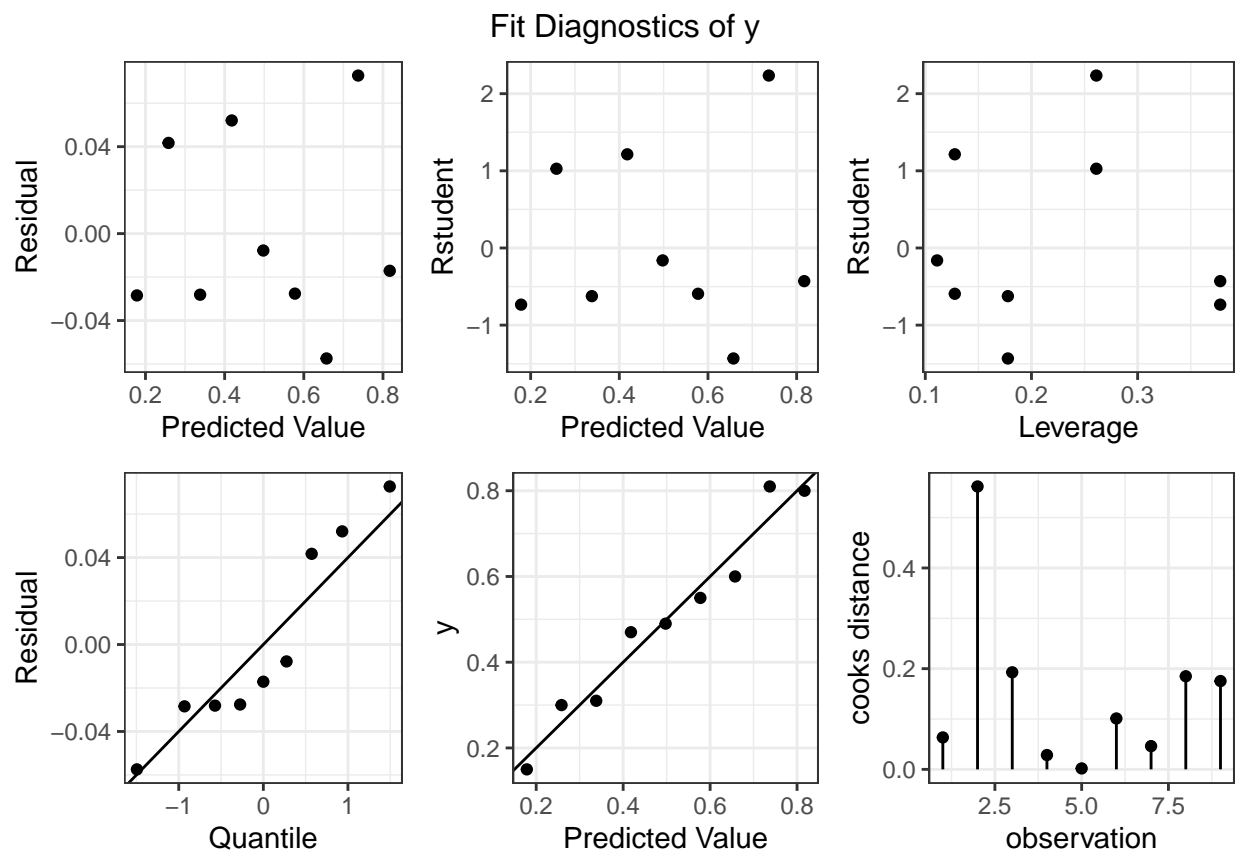 Fit Diagnostics of y
Residual
0.04
0.00
−0.04
0.2 0.4 0.6 0.8
Predicted Value
Rstudent
2
1
0
−1
0.2 0.4 0.6 0.8
Predicted Value
Rstudent
2
1
0
−1
0.1 0.2 0.3
Leverage
Residual
0.04
0.00
−0.04
−1 0 1
Quantile
y
0.8
0.6
0.4
0.2
0.2 0.4 0.6 0.8
Predicted Value
cooks distance
0.4
0.2
0.0
2.5 5.0 7.5
observation